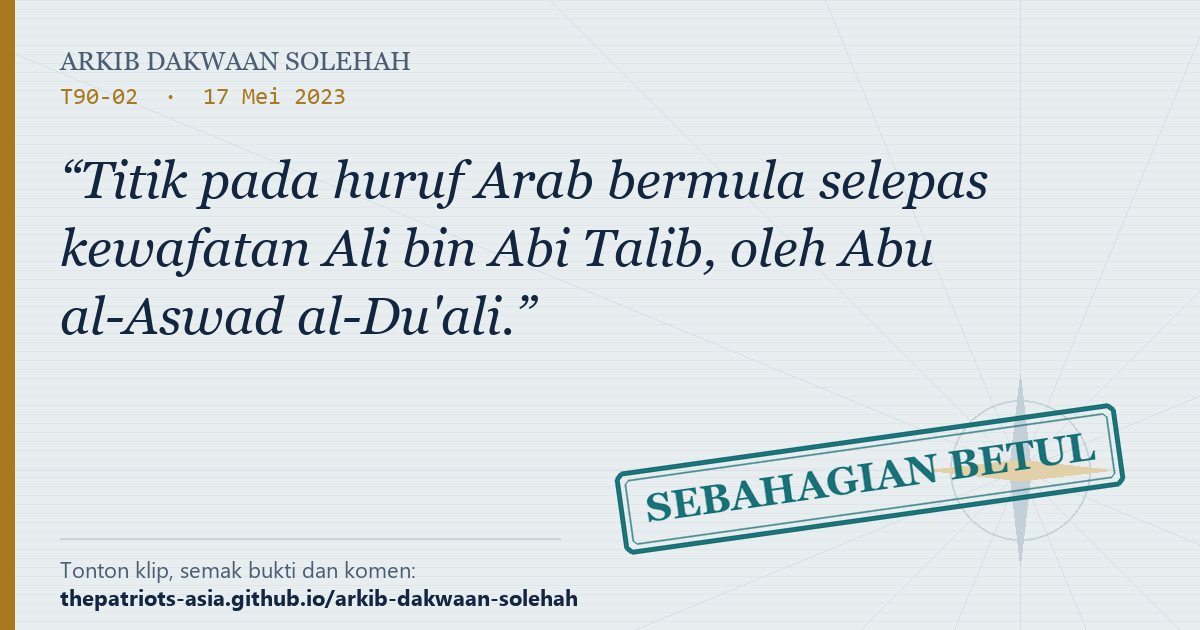 ARKIB DAKWAAN SOLEHAH
T90-02 · 17 Mei 2023
“Titik pada huruf Arab bermula selepas
kewafatan Ali bin Abi Talib, oleh Abu
al-Aswad al-Du'ali.”
SEBAHAGIAN BETUL
Tonton klip, semak bukti dan komen:
thepatriots-asia.github.io/arkib-dakwaan-solehah